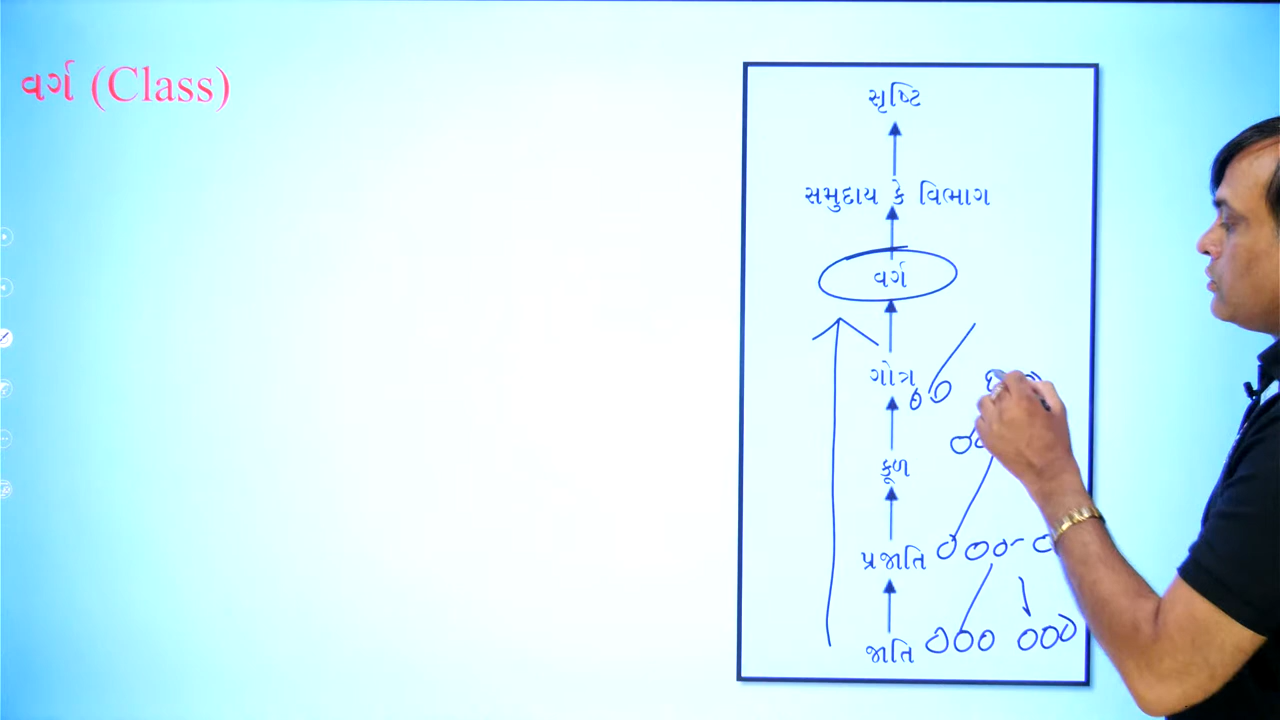 વર્ગ (Class)
સૃષ્ટિ
સમુદાય કે વિભાગ
વર્ગ
ગોત્ર
કૂળ
પ્રજાતિ
જાતિ